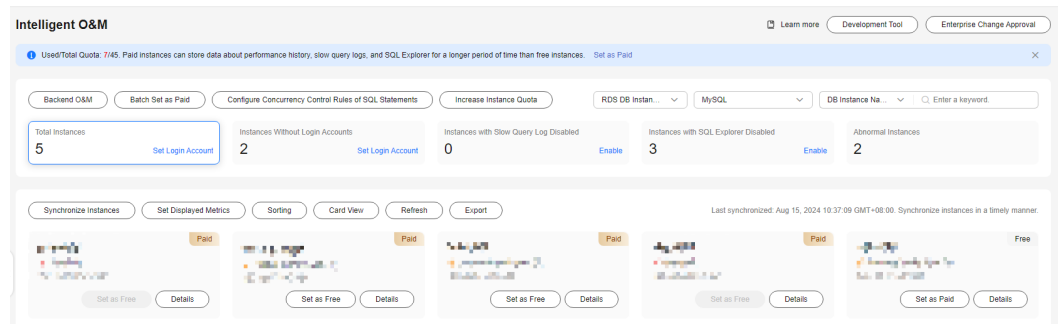 Intelligent O&M
Learn more
Development Tool
Enterprise Change Approval
Used/Total Quota: 7/45. Paid instances can store data about performance history, slow query logs, and SQL Explorer for a longer period of time than free instances. Set as Paid
Backend O&M
Batch Set as Paid
Configure Concurrency Control Rules of SQL Statements
Increase Instance Quota
RDS DB Instan...
MySQL
DB Instance Na...
Enter a keyword.
Total Instances
5
Set Login Account
Instances Without Login Accounts
2
Set Login Account
Instances with Slow Query Log Disabled
0
Enable
Instances with SQL Explorer Disabled
3
Enable
Abnormal Instances
2
Synchronize Instances
Set Displayed Metrics
Sorting
Card View
Refresh
Export
Last synchronized: Aug 15, 2024 10:37:09 GMT+08:00. Synchronize instances in a timely manner.
Paid
Set as Free
Details
Paid
Set as Free
Details
Paid
Set as Free
Details
Paid
Set as Free
Details
Free
Set as Paid
Details